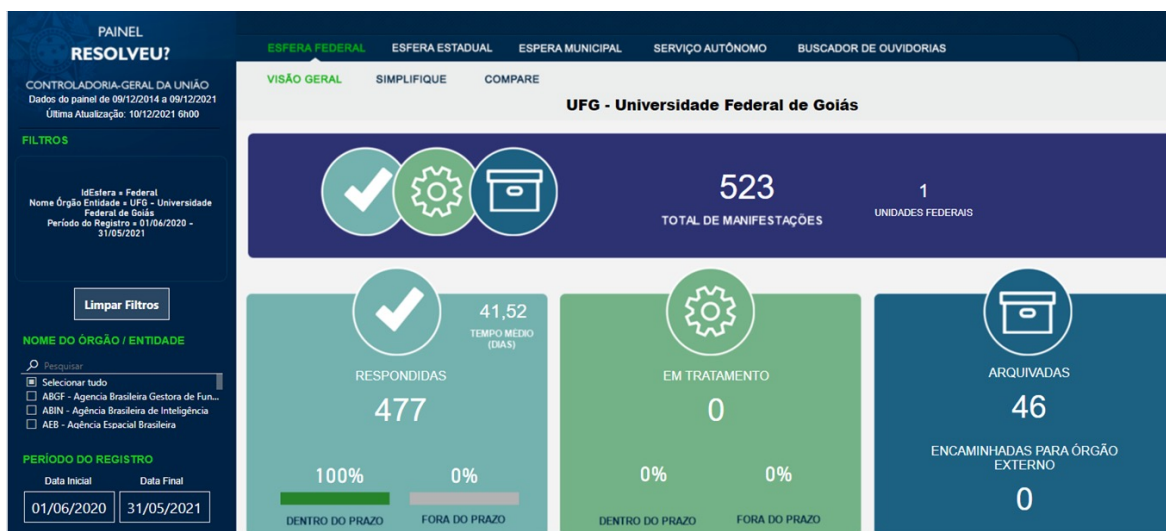 PAINEL
RESOLVEU?
CONTROLADORIA-GERAL DA UNIÃO
Dados do painel de 09/12/2014 a 09/12/2021
Última Atualização: 10/12/2021 6h00
FILTROS
IdEsfera = Federal
Nome Órgão Entidade = UFG - Universidade
Federal de Goiás
Período do Registro = 01/06/2020 -
31/05/2021
Limpar Filtros
NOME DO ÓRGÃO / ENTIDADE
Pesquisar
Selecionar tudo
ABGF - Agencia Brasileira Gestora de Fun...
ABIN - Agência Brasileira de Inteligência
AEB - Agência Espacial Brasileira
PERÍODO DO REGISTRO
Data Inicial Data Final
01/06/2020 31/05/2021
ESFERA FEDERAL ESFERA ESTADUAL ESPERA MUNICIPAL SERVIÇO AUTÔNOMO BUSCADOR DE OUVIDORIAS
VISÃO GERAL SIMPLIFIQUE COMPARE
UFG - Universidade Federal de Goiás
523
TOTAL DE MANIFESTAÇÕES
1
UNIDADES FEDERAIS
41,52
TEMPO MÉDIO
(DIAS)
RESPONDIDAS
477
100% 0%
DENTRO DO PRAZO FORA DO PRAZO
EM TRATAMENTO
0
0% 0%
DENTRO DO PRAZO FORA DO PRAZO
ARQUIVADAS
46
ENCAMINHADAS PARA ÓRGÃO
EXTERNO
0